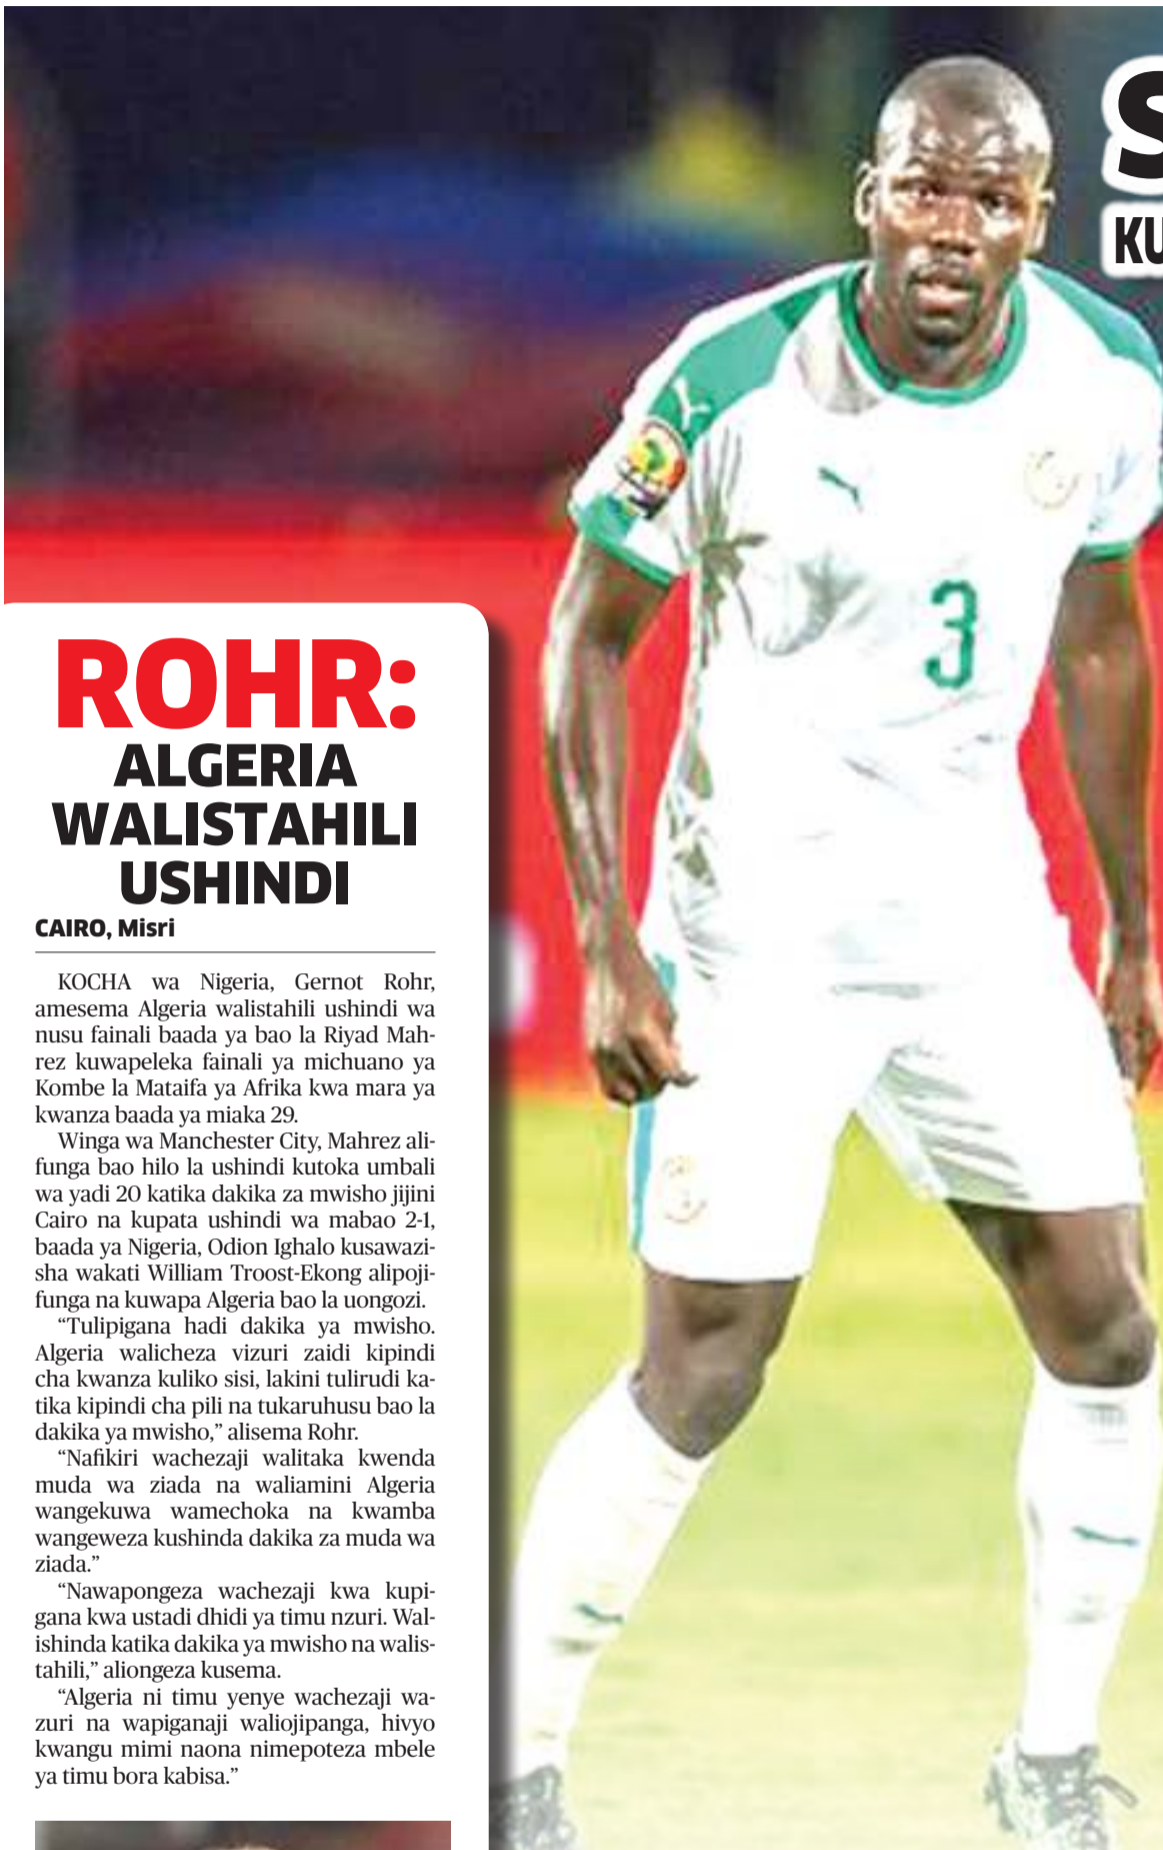 S
KU
3
ROHR:
ALGERIA
WALISTAHILI
USHINDI
CAIRO, Misri
KOCHA wa Nigeria, Gernot Rohr,
amesema Algeria walistahili ushindi wa
nusu fainali baada ya bao la Riyad Mah-
rez kuwapeleka fainali ya michuano ya
Kombe la Mataifa ya Afrika kwa mara ya
kwanza baada ya miaka 29.
Winga wa Manchester City, Mahrez ali-
funga bao hilo la ushindi kutoka umbali
wa yadi 20 katika dakika za mwisho jijini
Cairo na kupata ushindi wa mabao 2-1,
baada ya Nigeria, Odion Ighalo kusawazi-
sha wakati William Troost-Ekong alipoji-
funga na kuwapa Algeria bao la uongozi.
“Tulipigana hadi dakika ya mwisho.
Algeria walicheza vizuri zaidi kipindi
cha kwanza kuliko sisi, lakini tulirudi ka-
tika kipindi cha pili na tukaruhusu bao la
dakika ya mwisho,” alisema Rohr.
“Nafikiri wachezaji walitaka kwenda
muda wa ziada na waliamini Algeria
wangekuwa wamechoka na kwamba
wangeweza kushinda dakika za muda wa
ziada.”
“Nawapongeza wachezaji kwa kupi-
gana kwa ustadi dhidi ya timu nzuri. Wal-
ishinda katika dakika ya mwisho na walis-
tahili,” aliongeza kusema.
“Algeria ni timu yenye wachezaji wa-
zuri na wapiganaji waliojipanga, hivyo
kwangu mimi naona nimepoteza mbele
ya timu bora kabisa.”